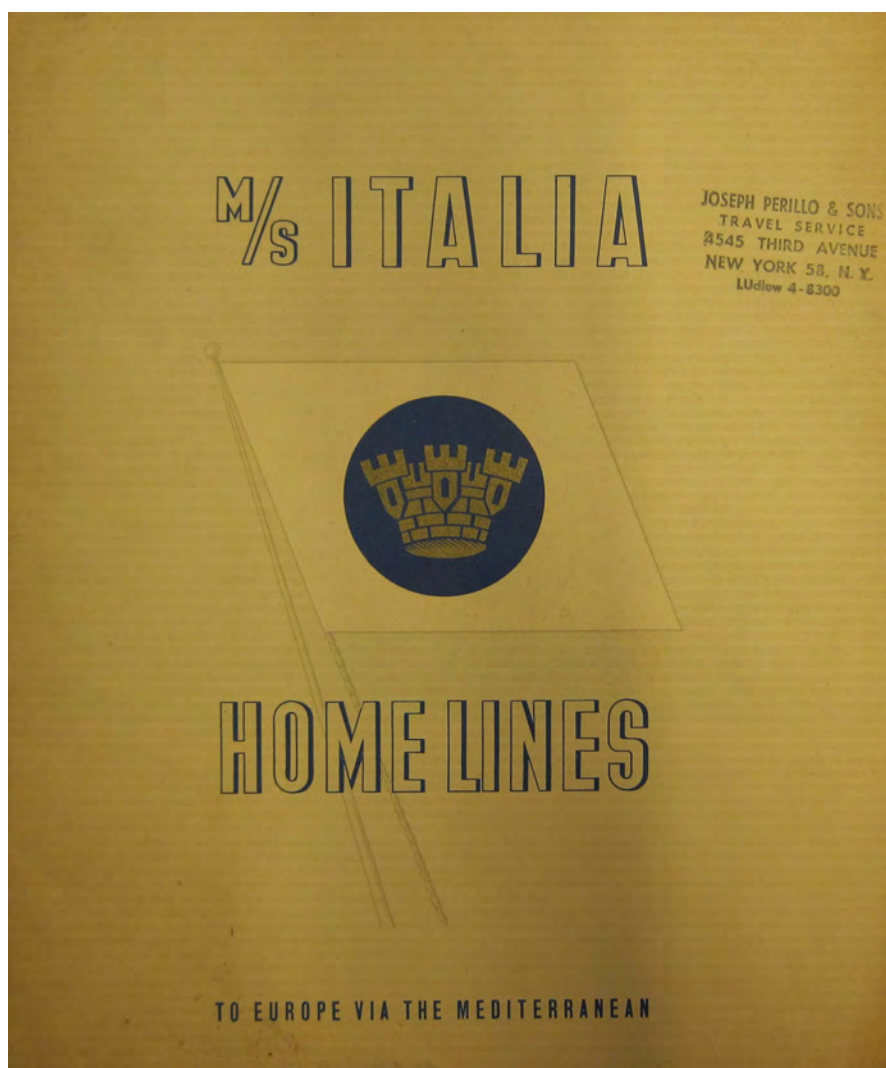 M/S ITALIA
JOSEPH PERILLO & SONS
TRAVEL SERVICE
2545 THIRD AVENUE
NEW YORK 58, N. Y.
LUdlow 4-8300
HOME LINES
TO EUROPE VIA THE MEDITERRANEAN